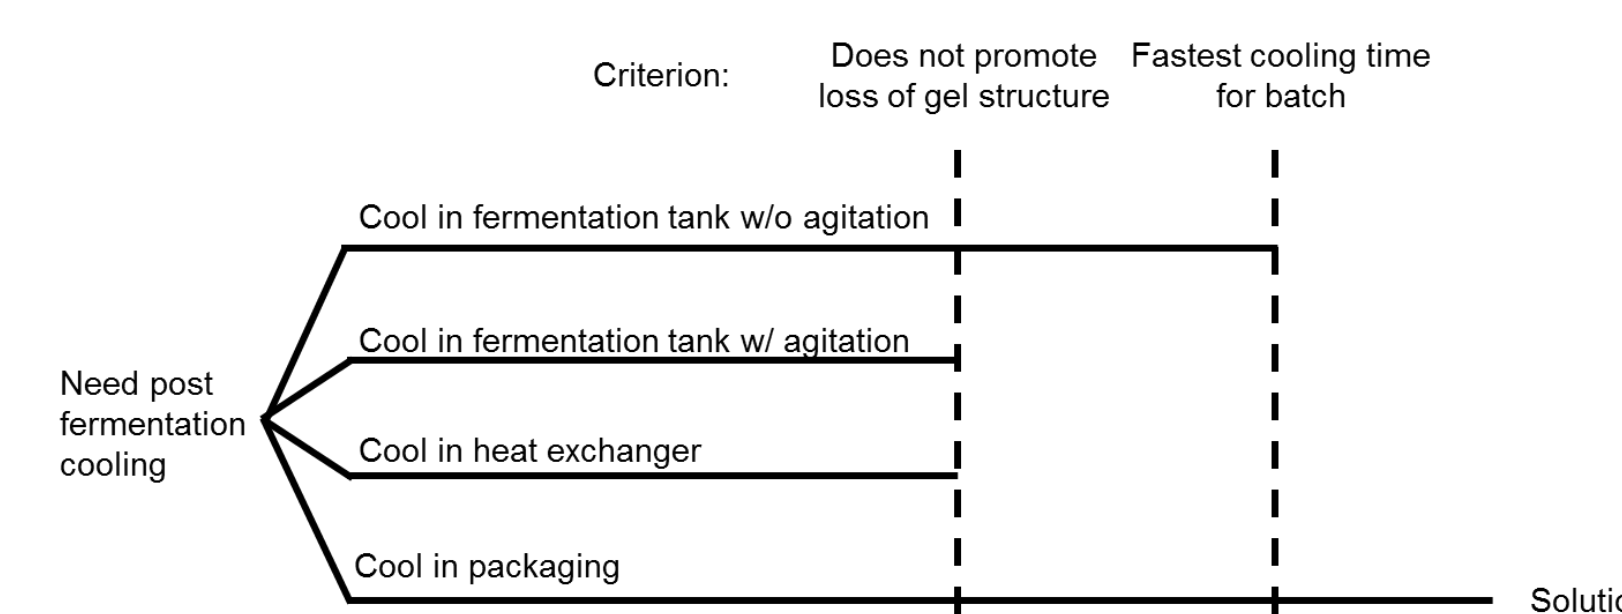 Criterion:
Does not promote
loss of gel structure
Fastest cooling time
for batch
Cool in fermentation tank w/o agitation
Cool in fermentation tank w/ agitation
Need post
fermentation
cooling
Cool in heat exchanger
Cool in packaging